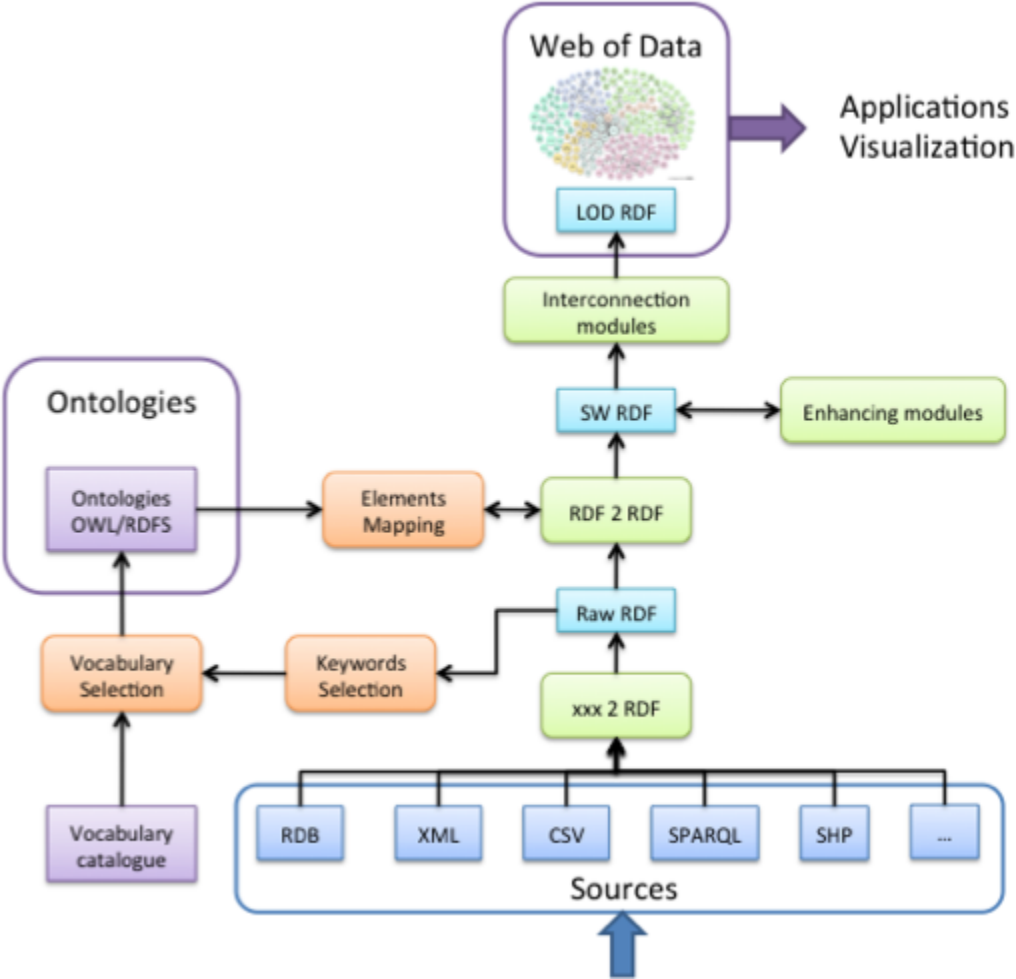 Web of Data
Applications
Visualization
LOD RDF
Interconnection
modules
Ontologies
SW RDF
Enhancing modules
Ontologies
OWL/RDFS
Elements
Mapping
RDF 2 RDF
Raw RDF
Vocabulary
Selection
Keywords
Selection
xxx 2 RDF
Vocabulary
catalogue
RDB
XML
CSV
SPARQL
SHP
...
Sources